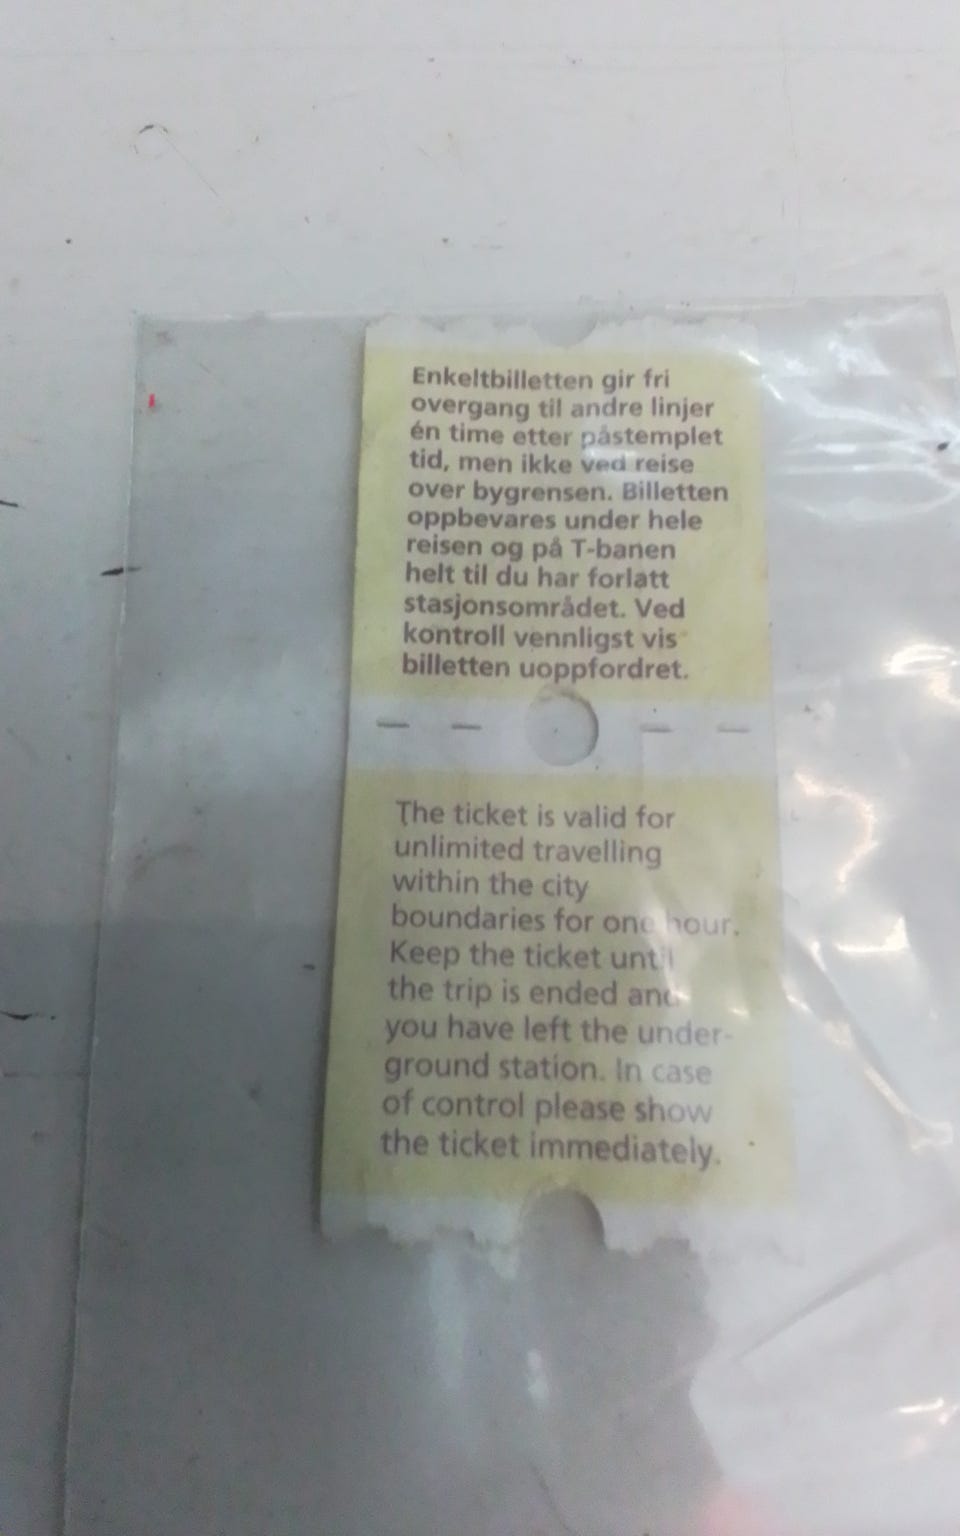 Enkeltbilletten gir fri
overgang til andre linjer
én time etter påstemplet
tid, men ikke ved reise
over bygrensen. Billetten
oppbevares under hele
reisen og på T-banen
helt til du har forlatt
stasjonsområdet. Ved
kontroll vennligst vis
billetten uoppfordret.
The ticket is valid for
unlimited travelling
within the city
boundaries for one hour.
Keep the ticket until
the trip is ended and
you have left the under-
ground station. In case
of control please show
the ticket immediately.